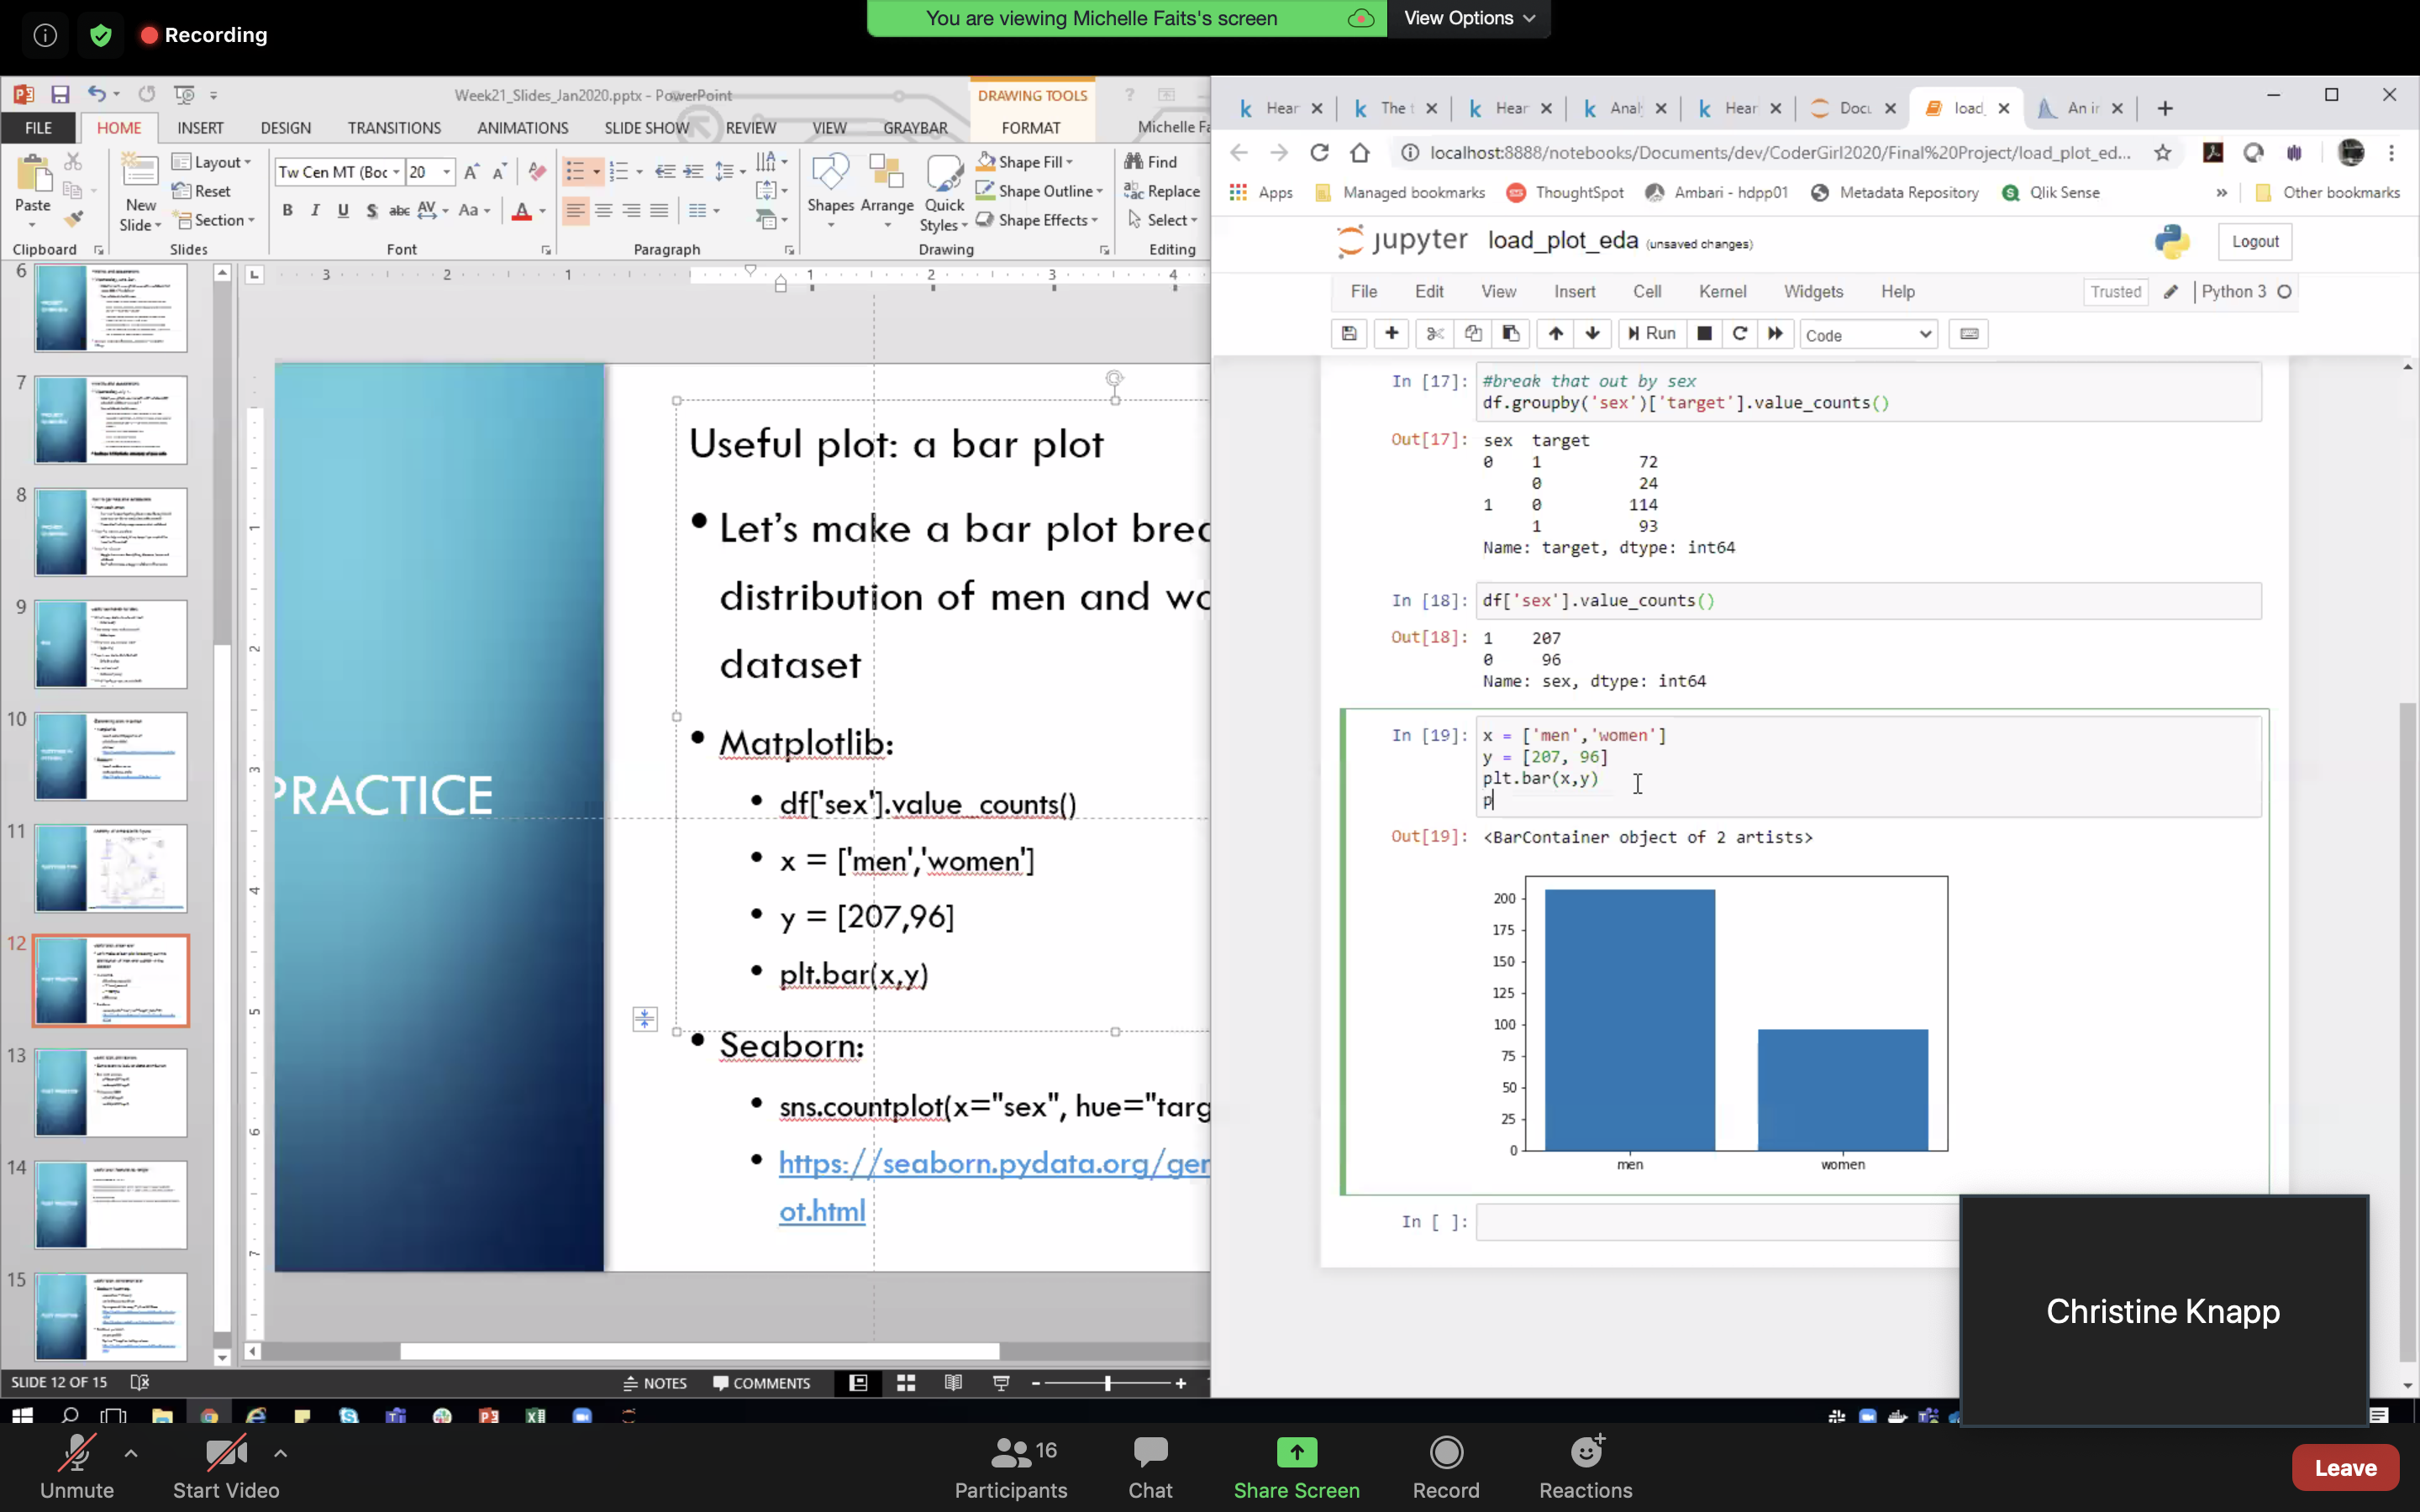 Recording
You are viewing Michelle Faits's screen
View Options
Week21_Slides_Jan2020.pptx - PowerPoint
DRAWING TOOLS
FILE HOME INSERT DESIGN TRANSITIONS ANIMATIONS SLIDE SHOW REVIEW VIEW GRAYBAR FORMAT Michelle Fa
Paste
New Slide
Layout
Reset
Section
Tw Cen MT (Boc 20
Shapes
Arrange
Quick Styles
Shape Fill
Shape Outline
Shape Effects
Find
Replace
Select
Clipboard Slides Font Paragraph Drawing Editing
6
7
8
9
10
11
12
13
14
15
PRACTICE
Useful plot: a bar plot
• Let's make a bar plot brea
distribution of men and wo
dataset
• Matplotlib:
• df['sex'].value_counts()
• x = ['men','women']
• y = [207,96]
• plt.bar(x,y)
• Seaborn:
• sns.countplot(x="sex", hue="targ
• https://seaborn.pydata.org/ger
ot.html
SLIDE 12 OF 15
NOTES COMMENTS
Hear The t Hear Anal Hear Docu load_ An in
localhost:8888/notebooks/Documents/dev/CoderGirl2020/Final%20Project/load_plot_ed...
Apps Managed bookmarks ThoughtSpot Ambari - hdpp01 Metadata Repository Qlik Sense » Other bookmarks
jupyter load_plot_eda (unsaved changes)
Logout
File Edit View Insert Cell Kernel Widgets Help
Trusted Python 3
Run Code
In [17]: #break that out by sex
df.groupby('sex')['target'].value_counts()
Out[17]: sex target
0 1 72
0 24
1 0 114
1 93
Name: target, dtype: int64
In [18]: df['sex'].value_counts()
Out[18]: 1 207
0 96
Name: sex, dtype: int64
In [19]: x = ['men','women']
y = [207, 96]
plt.bar(x,y)
p
Out[19]: <BarContainer object of 2 artists>
200
175
150
125
100
75
50
25
0
men women
In [ ]:
Christine Knapp
Unmute
Start Video
16
Participants
Chat
Share Screen
Record
Reactions
Leave